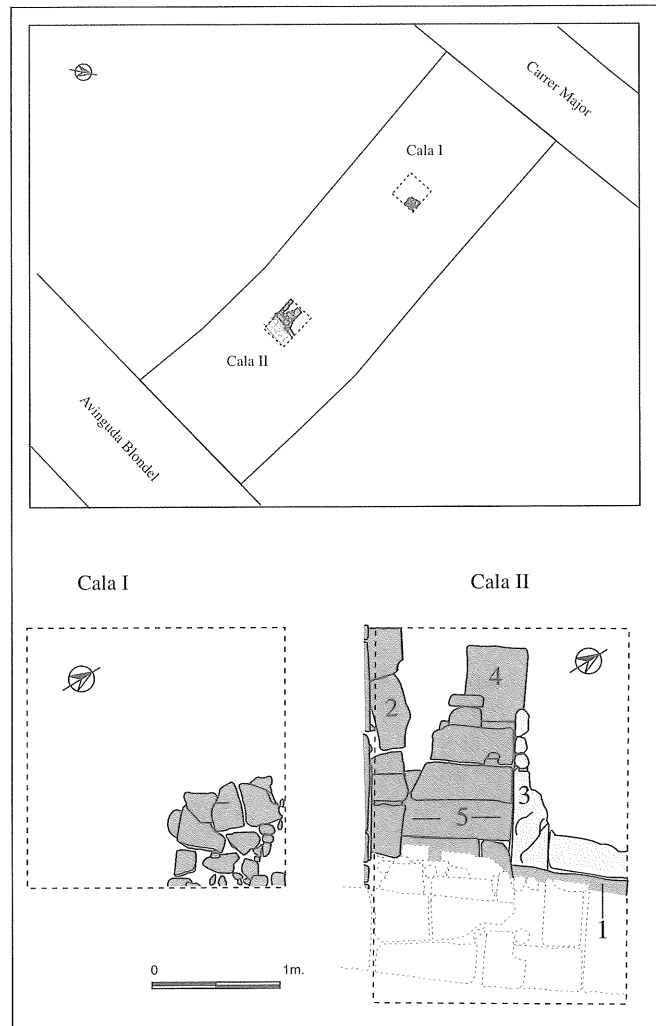 Carrer Major
Cala I
Cala II
Avinguda Blondel
Cala I
Cala II
2
4
3
5
1
0 1m.